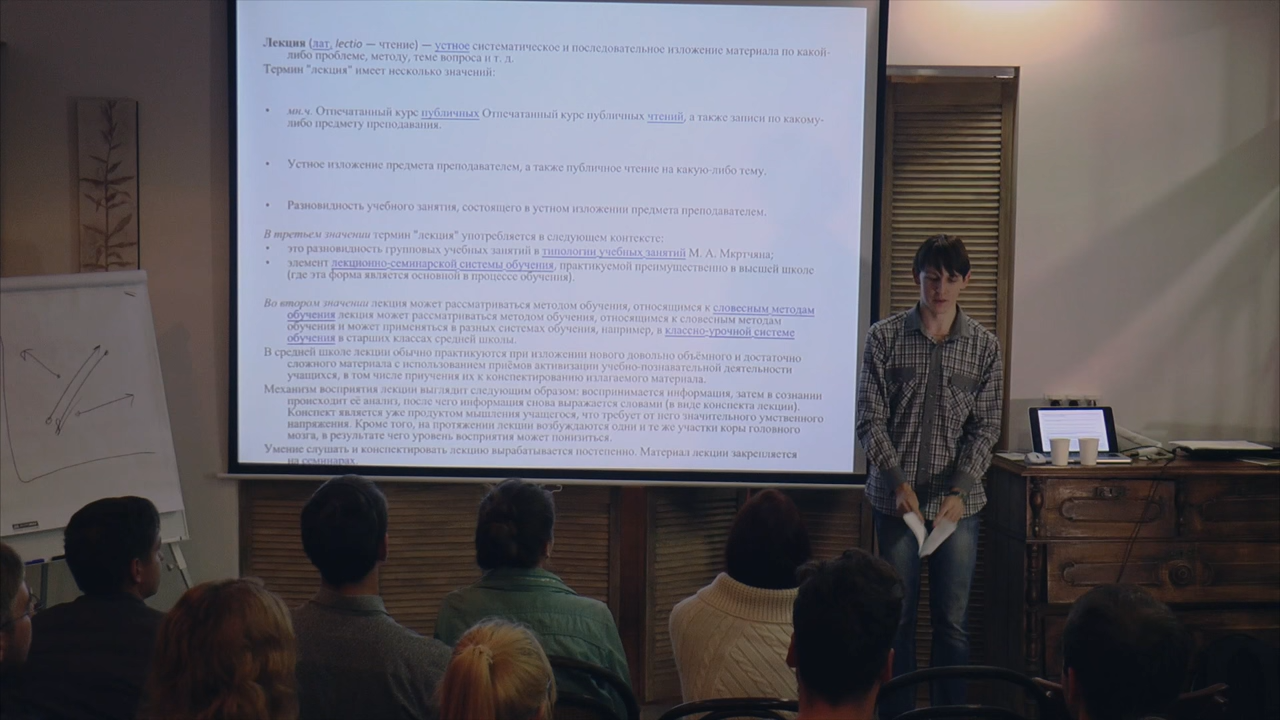 Лекция (лат. lectio — чтение) — устное систематическое и последовательное изложение материала по какой-
либо проблеме, методу, теме вопроса и т. д.
Термин "лекция" имеет несколько значений:
• мн.ч. Отпечатанный курс публичных Отпечатанный курс публичных чтений, а также записи по какому-
либо предмету преподавания.
• Устное изложение предмета преподавателем, а также публичное чтение на какую-либо тему.
• Разновидность учебного занятия, состоящего в устном изложении предмета преподавателем.
В третьем значении термин "лекция" употребляется в следующем контексте:
• это разновидность групповых учебных занятий в типологии учебных занятий М. А. Мкртчяна;
• элемент лекционно-семинарской системы обучения, практикуемой преимущественно в высшей школе
(где эта форма является основной в процессе обучения).
Во втором значении лекция может рассматриваться методом обучения, относящимся к словесным методам
обучения лекция может рассматриваться методом обучения, относящимся к словесным методам
обучения и может применяться в разных системах обучения, например, в классно-урочной системе
обучения в старших классах средней школы.
В средней школе лекции обычно практикуются при изложении нового довольно объёмного и достаточно
сложного материала с использованием приёмов активизации учебно-познавательной деятельности
учащихся, в том числе приучения их к конспектированию излагаемого материала.
Механизм восприятия лекции выглядит следующим образом: воспринимается информация, затем в сознании
происходит её анализ, после чего информация снова выражается словами (в виде конспекта лекции).
Конспект является уже продуктом мышления учащегося, что требует от него значительного умственного
напряжения. Кроме того, на протяжении лекции возбуждаются одни и те же участки коры головного
мозга, в результате чего уровень восприятия может понизиться.
Умение слушать и конспектировать лекцию вырабатывается постепенно. Материал лекции закрепляется
на семинарах.